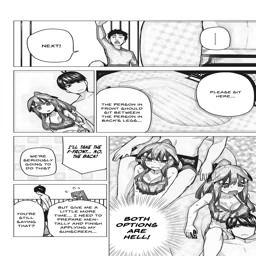 NEXT!
PLEASE SIT
HERE...
THE PERSON
IN FRONT
SHOULD SIT
BETWEEN
THE PERSON
IN BACK'S
LEGS...
BOTH
OPTIONS
ARE
HELL!
I'LL TAKE THE
F-FRONT... NO,
THE BACK!
WE'RE
SERIOUSLY
GOING TO
DO THIS?
BUT GIVE ME A
LITTLE MORE
TIME... I NEED TO
PREPARE MEN-
TALLY AND FINISH
APPLYING MY
SUNSCREEN...
YOU'RE
STILL
SAYING
THAT?